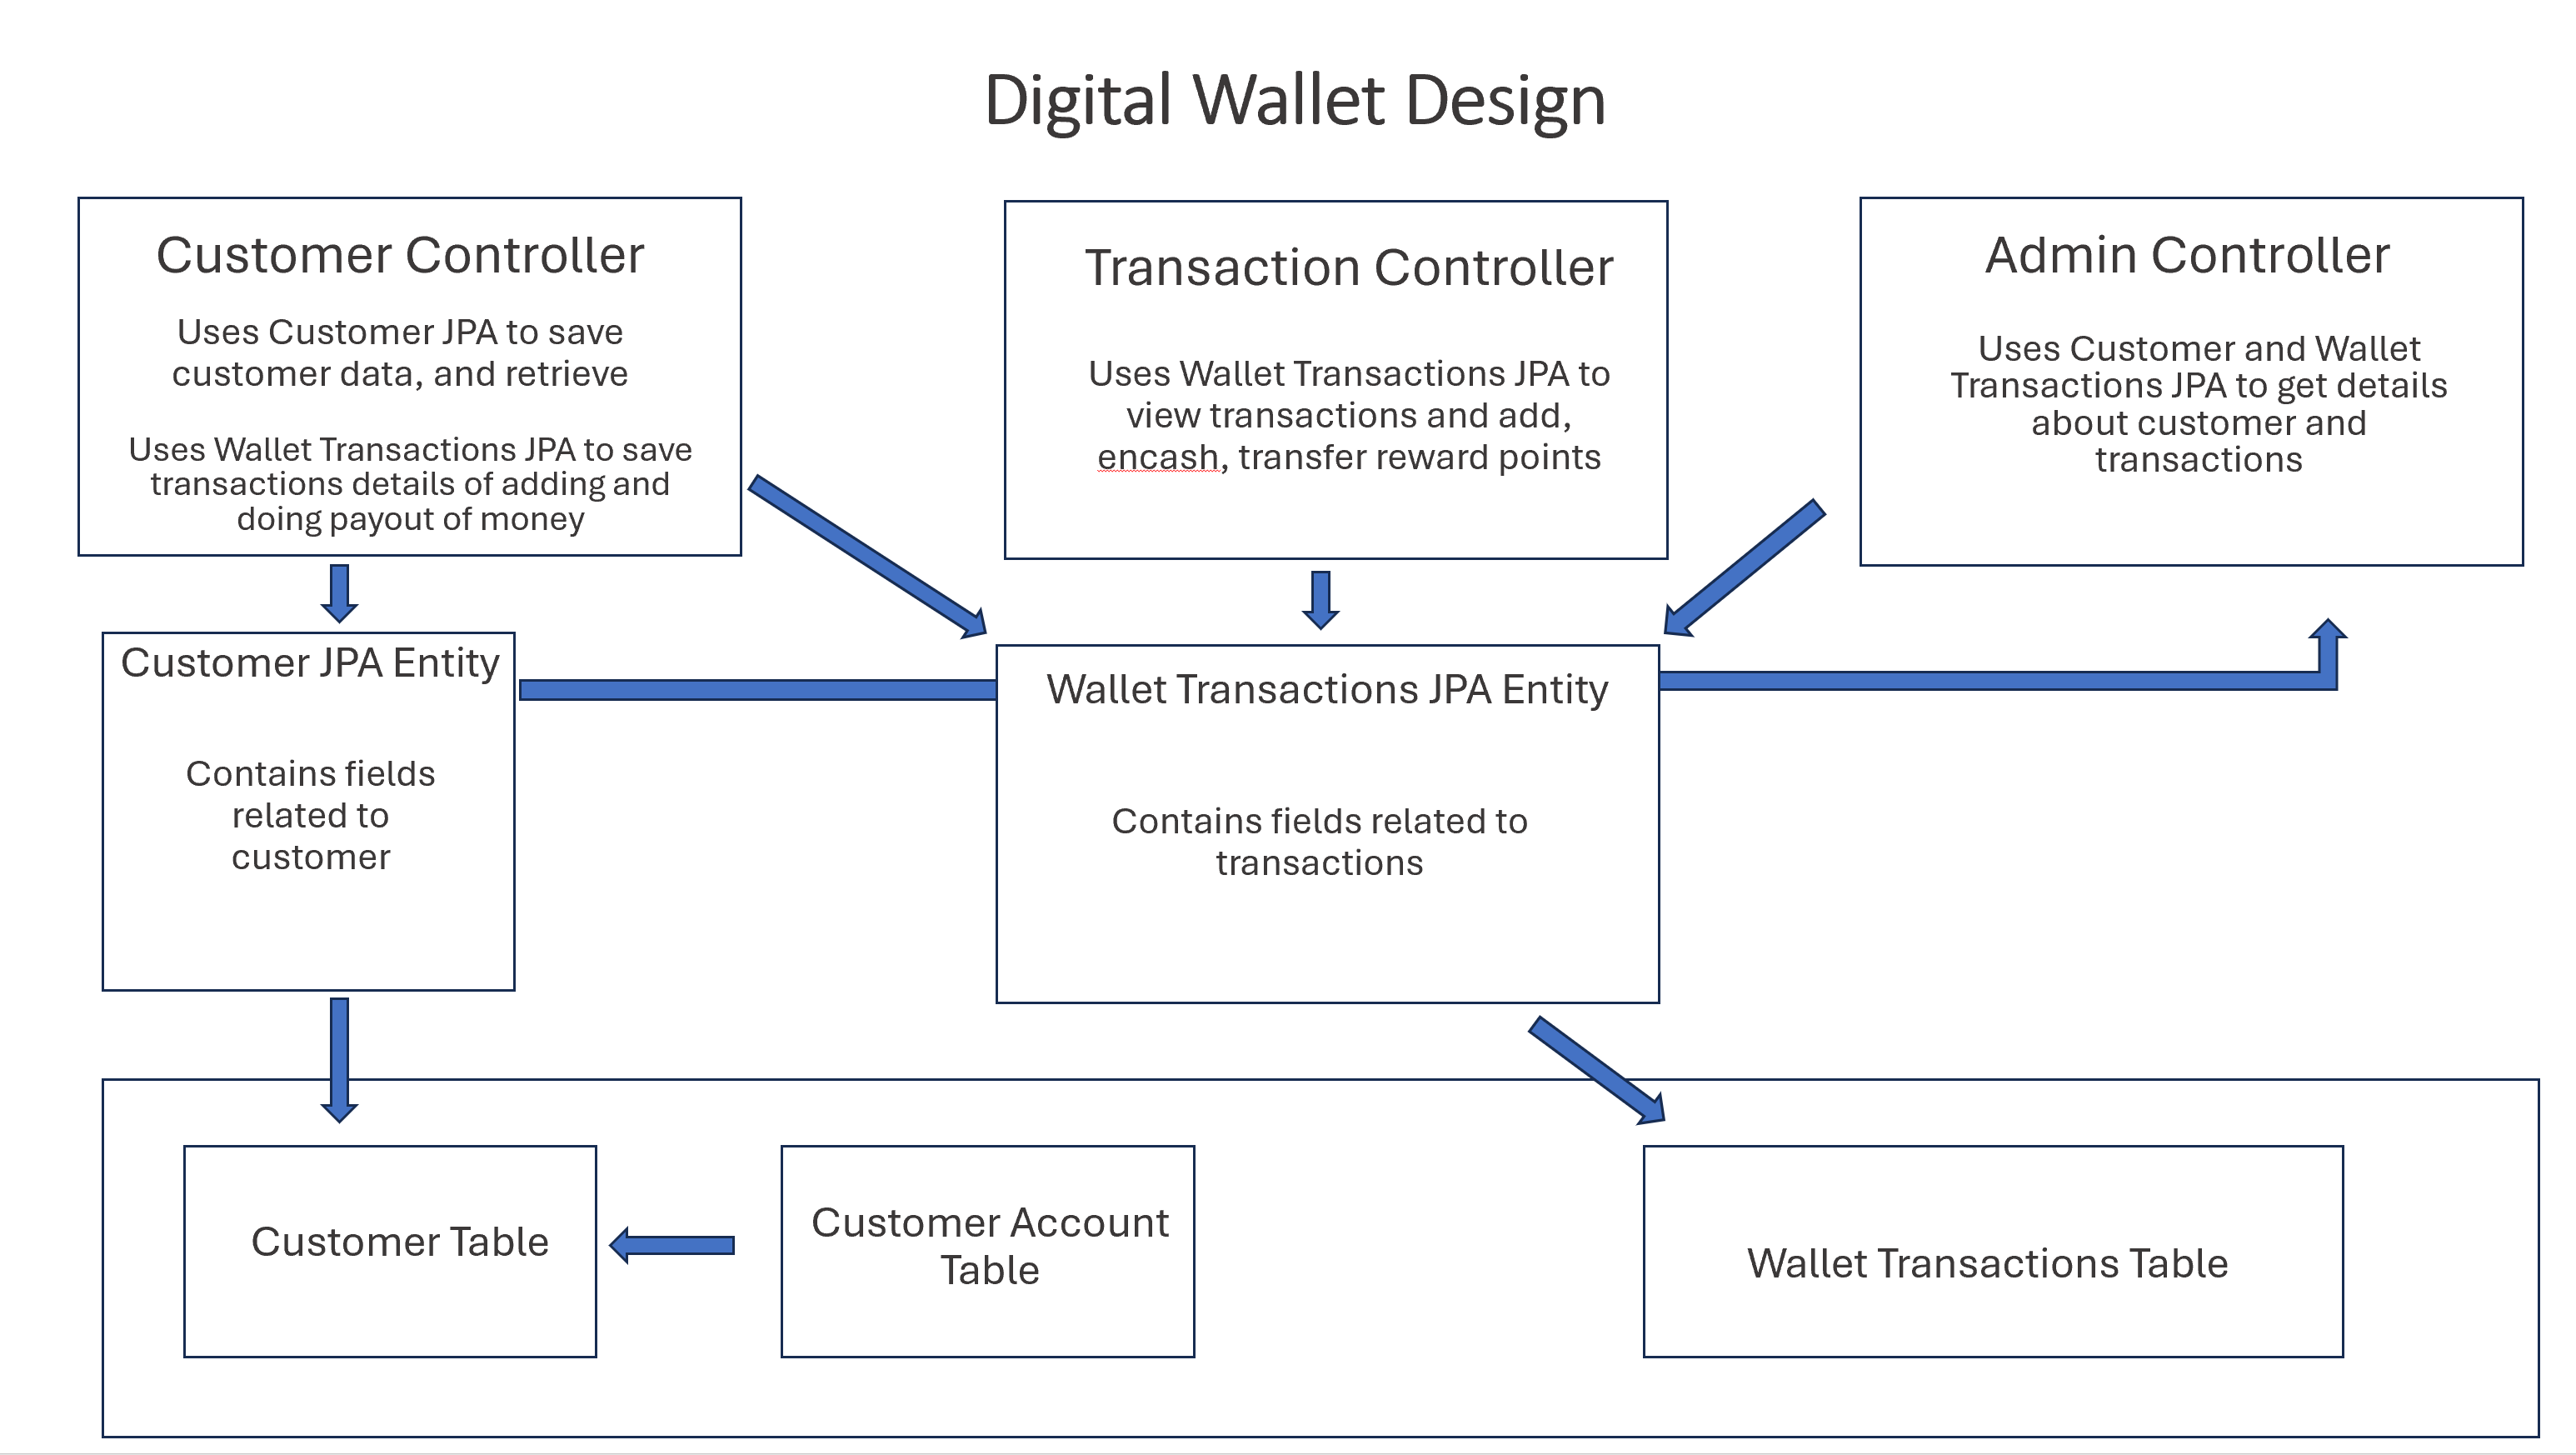 Digital Wallet Design
Customer Controller
Uses Customer JPA to save
customer data, and retrieve
Uses Wallet Transactions JPA to save
transactions details of adding and
doing payout of money
Transaction Controller
Uses Wallet Transactions JPA to
view transactions and add,
encash, transfer reward points
Admin Controller
Uses Customer and Wallet
Transactions JPA to get details
about customer and
transactions
Customer JPA Entity
Contains fields
related to
customer
Wallet Transactions JPA Entity
Contains fields related to
transactions
Customer Table
Customer Account
Table
Wallet Transactions Table